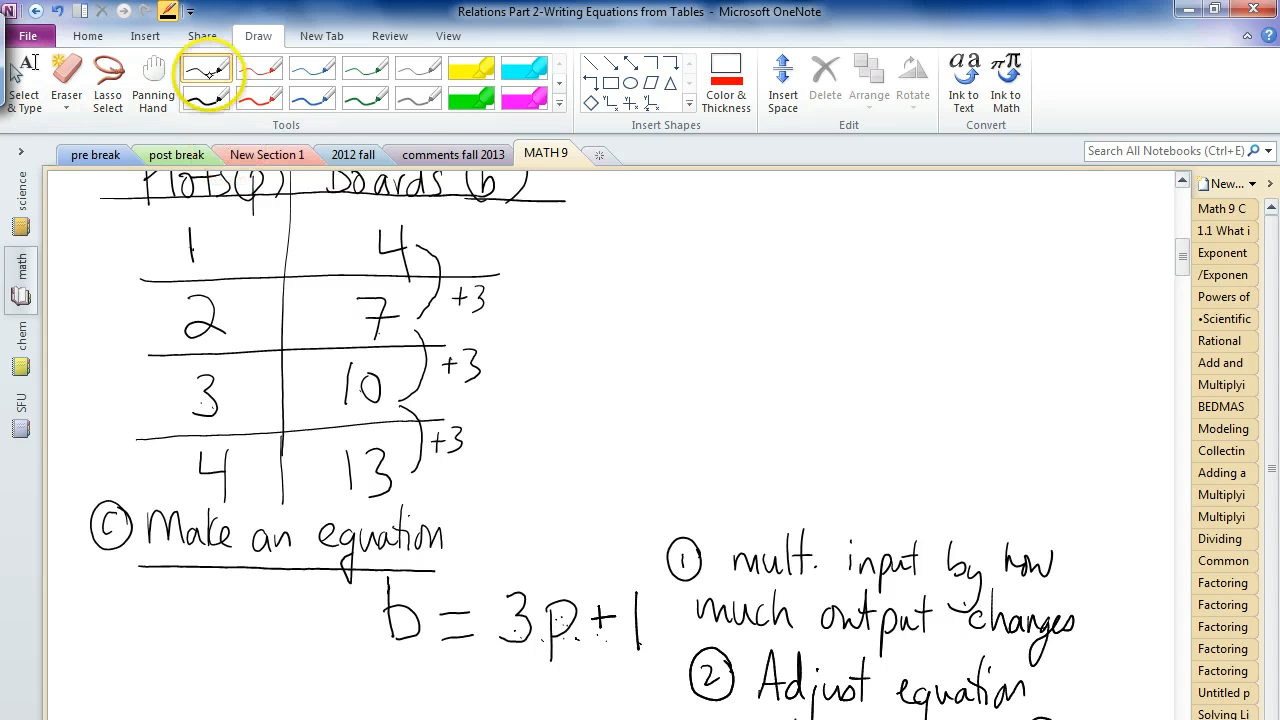 Relations Part 2-Writing Equations from Tables - Microsoft OneNote
File Home Insert Share Draw New Tab Review View
Select & Type
Eraser
Lasso Select
Panning Hand
Color & Thickness
Insert Space
Delete
Arrange
Rotate
Ink to Text
Ink to Math
Tools
Insert Shapes
Edit
Convert
pre break
post break
New Section 1
2012 fall
comments fall 2013
MATH 9
Search All Notebooks (Ctrl+E)
science
math
chem
SFU
Plots(p) Boards (b)
1 4
+3
2 7
+3
3 10
+3
4 13
C Make an equation
b = 3p + 1
1 mult. input by how
much output changes
2 Adjust equation
New...
Math 9 C
1.1 What i
Exponent
/Exponen
Powers of
•Scientific
Rational
Add and
Multiplyi
BEDMAS
Modeling
Collectin
Adding a
Multiplyi
Multiplyi
Dividing
Common
Factoring
Factoring
Factoring
Factoring
Untitled p
Solving Li